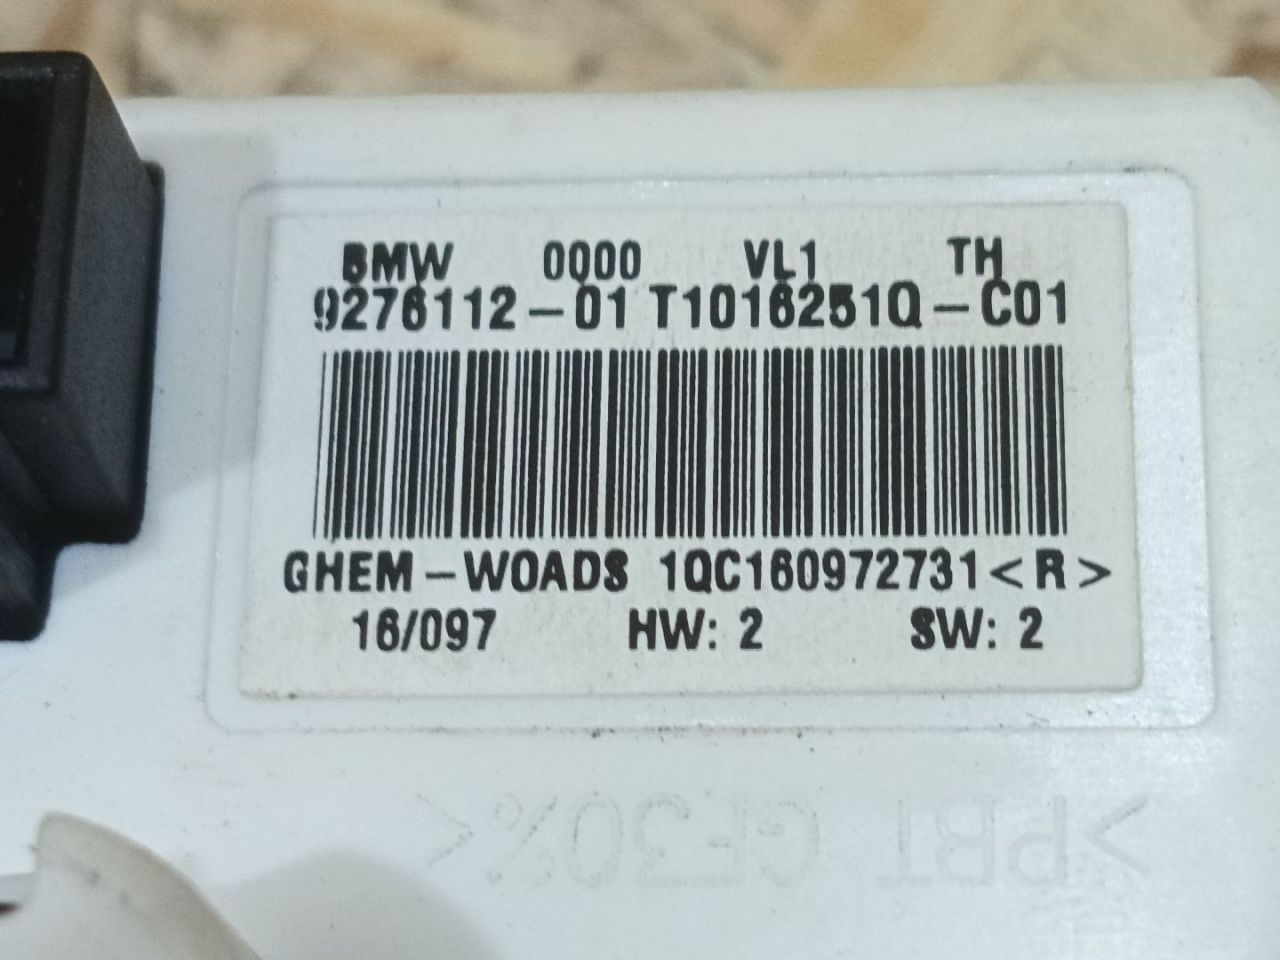 BMW 0000 VL1 TH
9276112-01 T1016251Q-C01
GHEM-WOADS 1QC160972731<R>
16/097 HW: 2 SW: 2
>PBT GF30%<